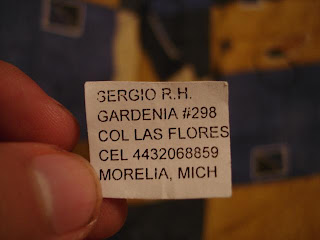 SERGIO R.H.
GARDENIA #298
COL LAS FLORES
CEL 4432068859
MORELIA, MICH